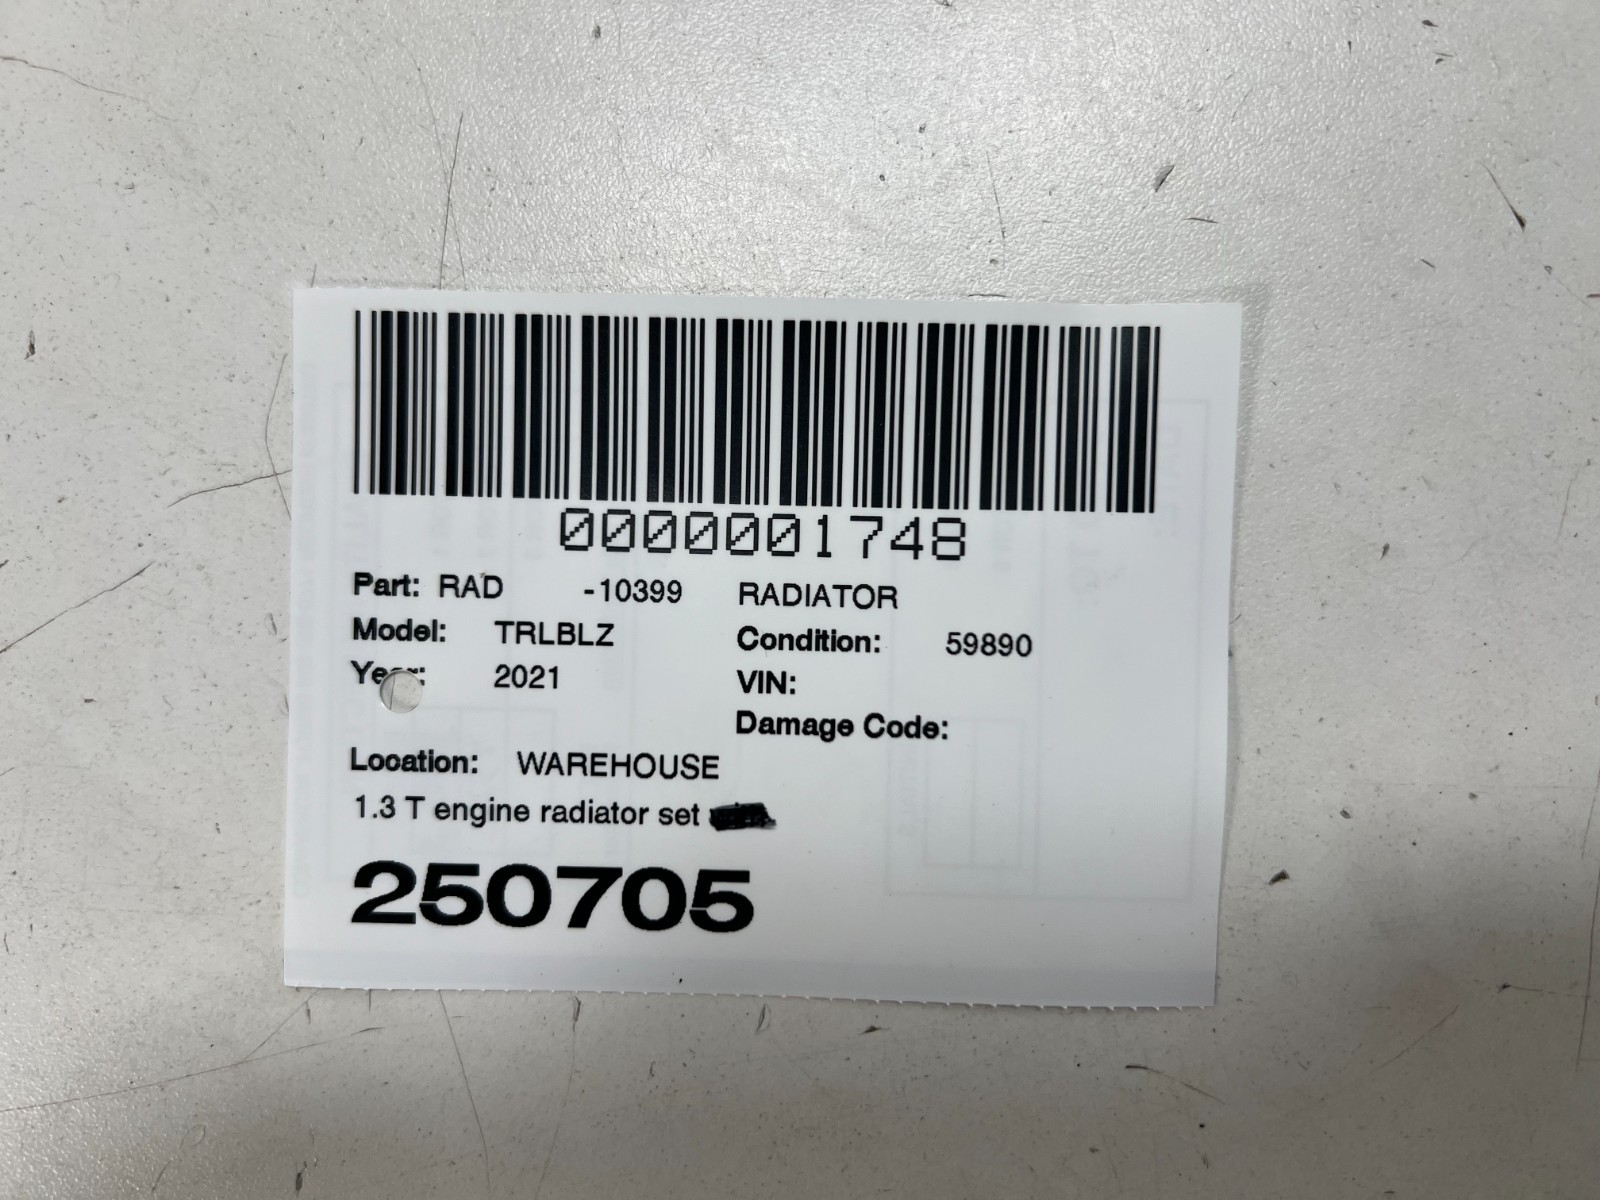 0000001748
Part: RAD -10399 RADIATOR
Model: TRLBLZ Condition: 59890
Year: 2021 VIN:
Damage Code:
Location: WAREHOUSE
1.3 T engine radiator set
250705